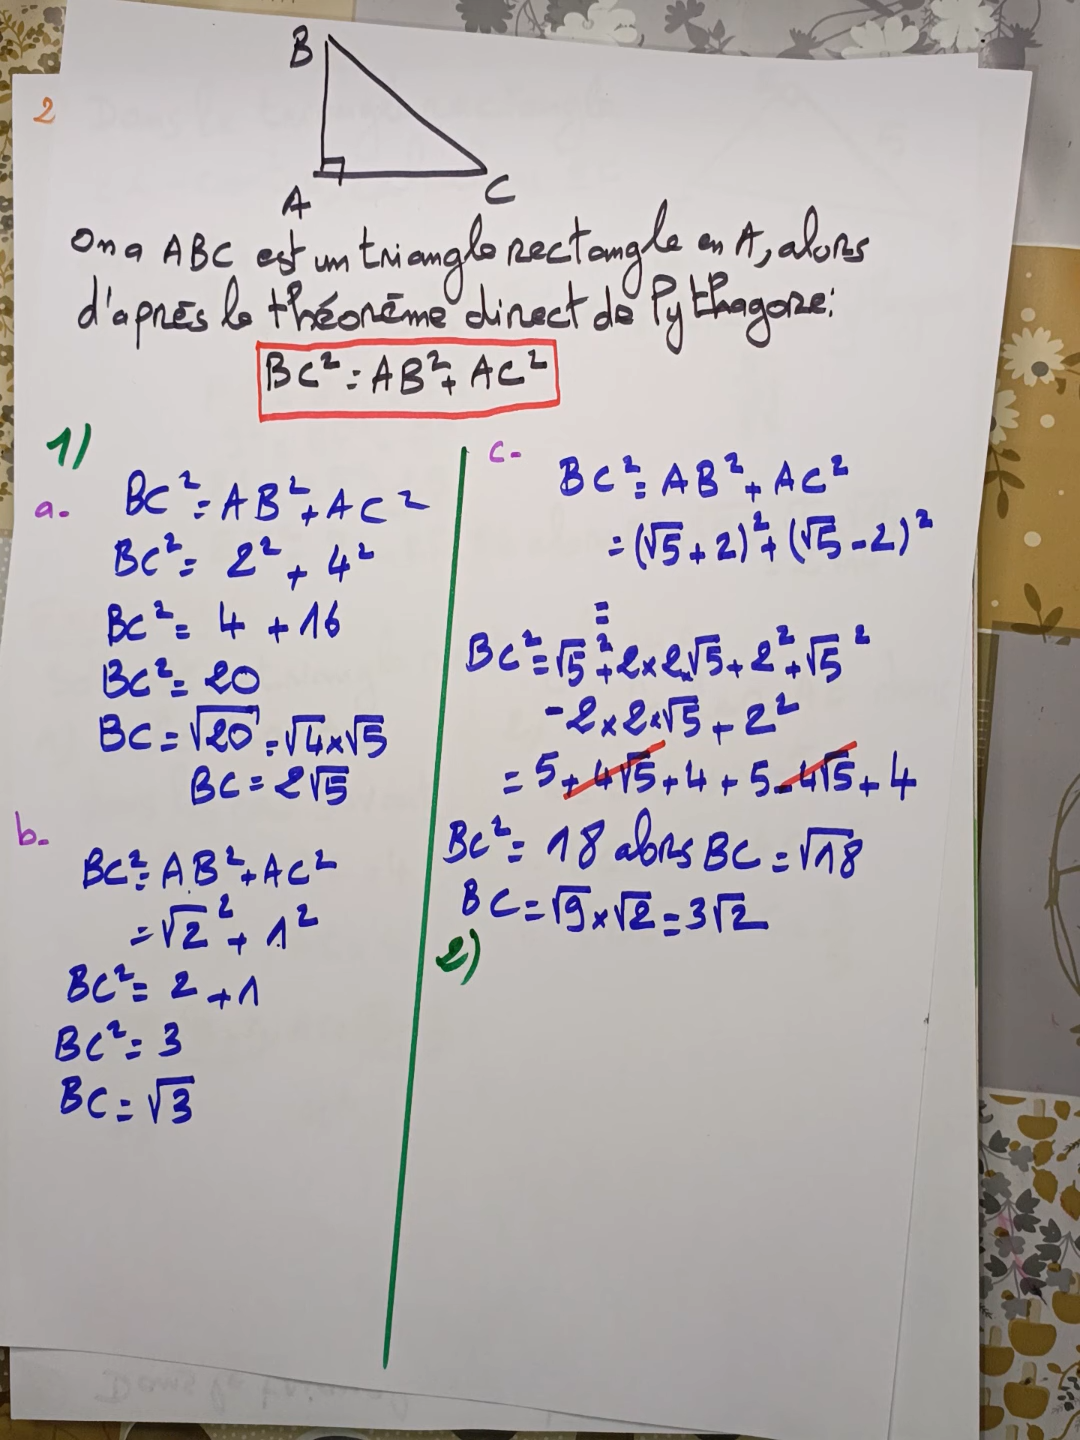 2
B
A
C
On a ABC est un triangle rectangle en A, alors
d'après le théorème direct de Pythagore:
BC² = AB² + AC²
1)
a.
BC² = AB² + AC²
BC² = 2² + 4²
BC² = 4 + 16
BC² = 20
BC = √20 = √4 × √5
BC = 2√5
b.
BC² = AB² + AC²
= √2² + 1²
BC² = 2 + 1
BC² = 3
BC = √3
c.
BC² = AB² + AC²
= (√5 + 2)² + (√5 - 2)²
=
BC² = √5² + 2×2×√5 + 2² + √5²
- 2×2×√5 + 2²
= 5 + 4√5 + 4 + 5 - 4√5 + 4
BC² = 18 alors BC = √18
BC = √9 × √2 = 3√2
2)